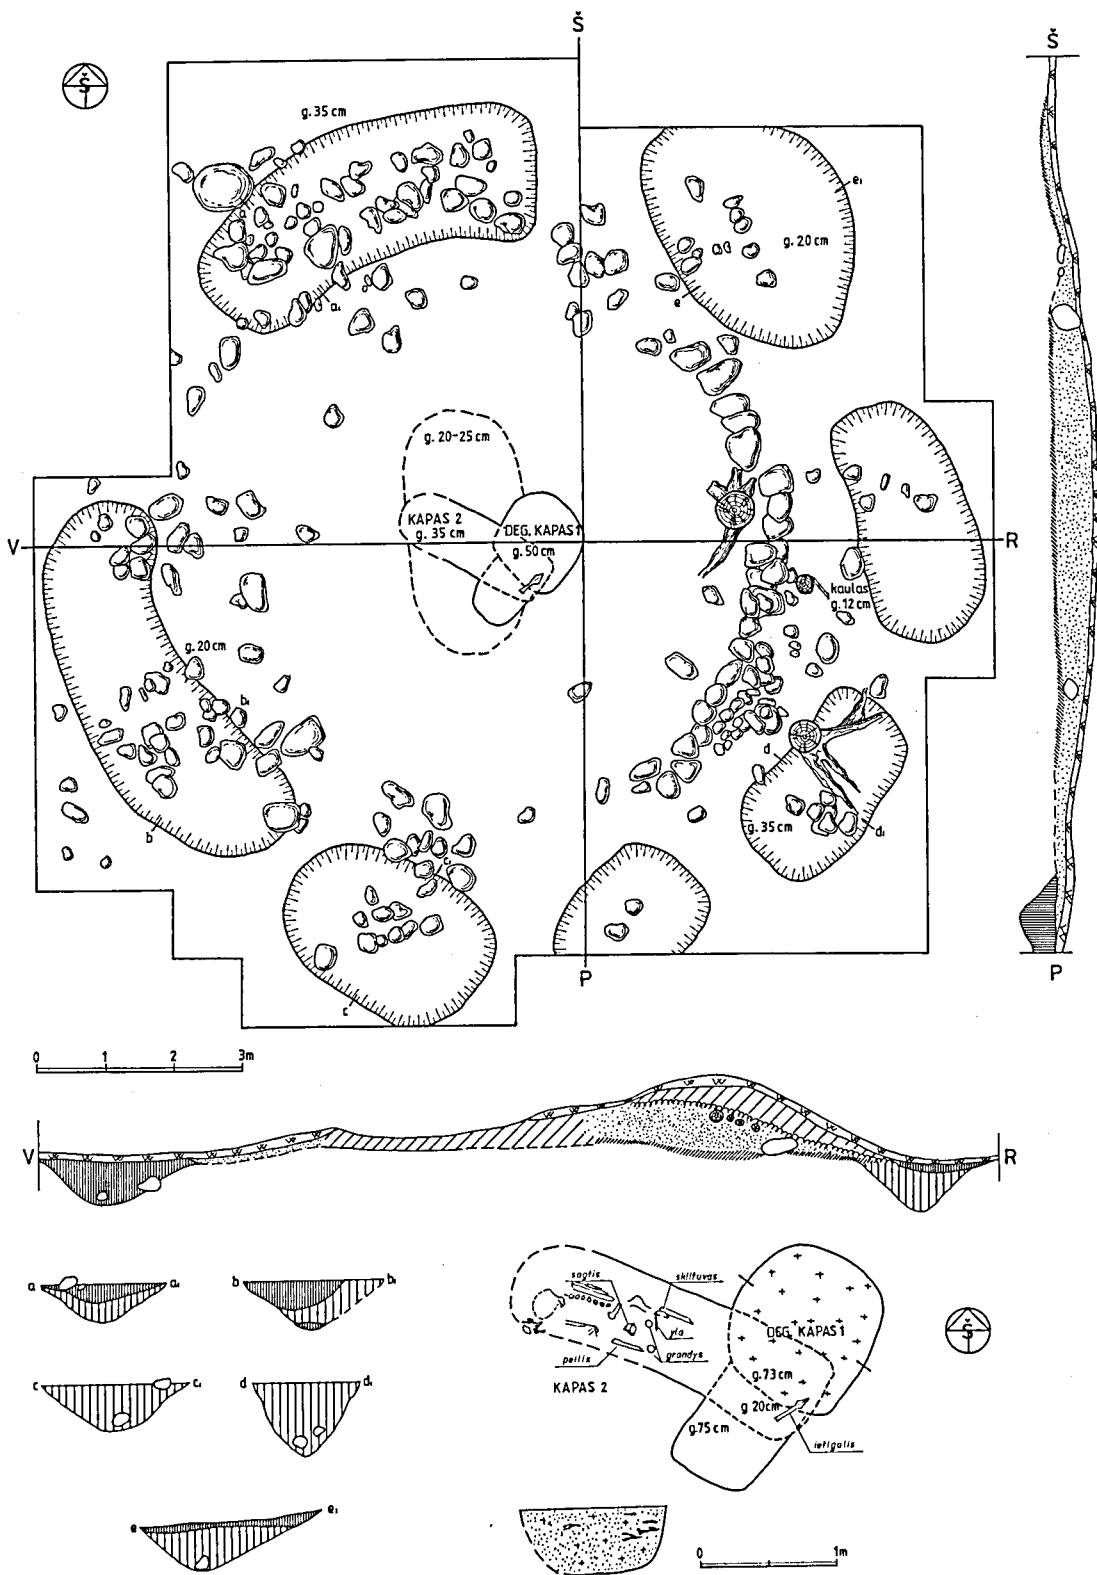 Š
Š
Š
g. 35 cm
e₁
g. 20 cm
a
a₁
e
g. 20-25 cm
KAPAS 2
g. 35 cm
DEG. KAPAS 1
g. 50 cm
V
R
kaulas
g. 12 cm
g. 20 cm
b₁
b
d
g. 35 cm
d₁
c₁
c
P
P
0 1 2 3m
V
R
a a₁
b b₁
c c₁
d d₁
e e₁
sagtis
skiltuvas
yla
grandys
peilis
KAPAS 2
DEG. KAPAS 1
g. 73 cm
g 20cm
g. 75 cm
ietigalis
Š
0 1m